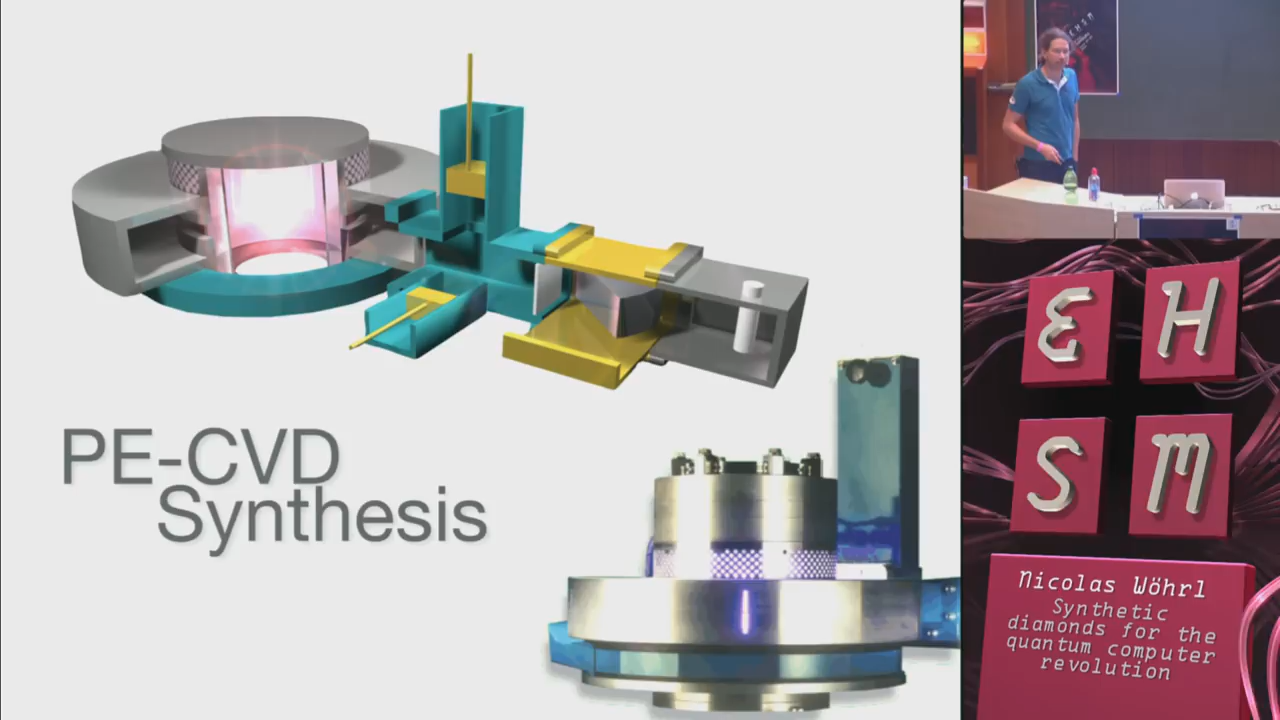 PE-CVD
Synthesis
E H S M
E H
S M
Nicolas Wöhrl
Synthetic
diamonds for the
quantum computer
revolution